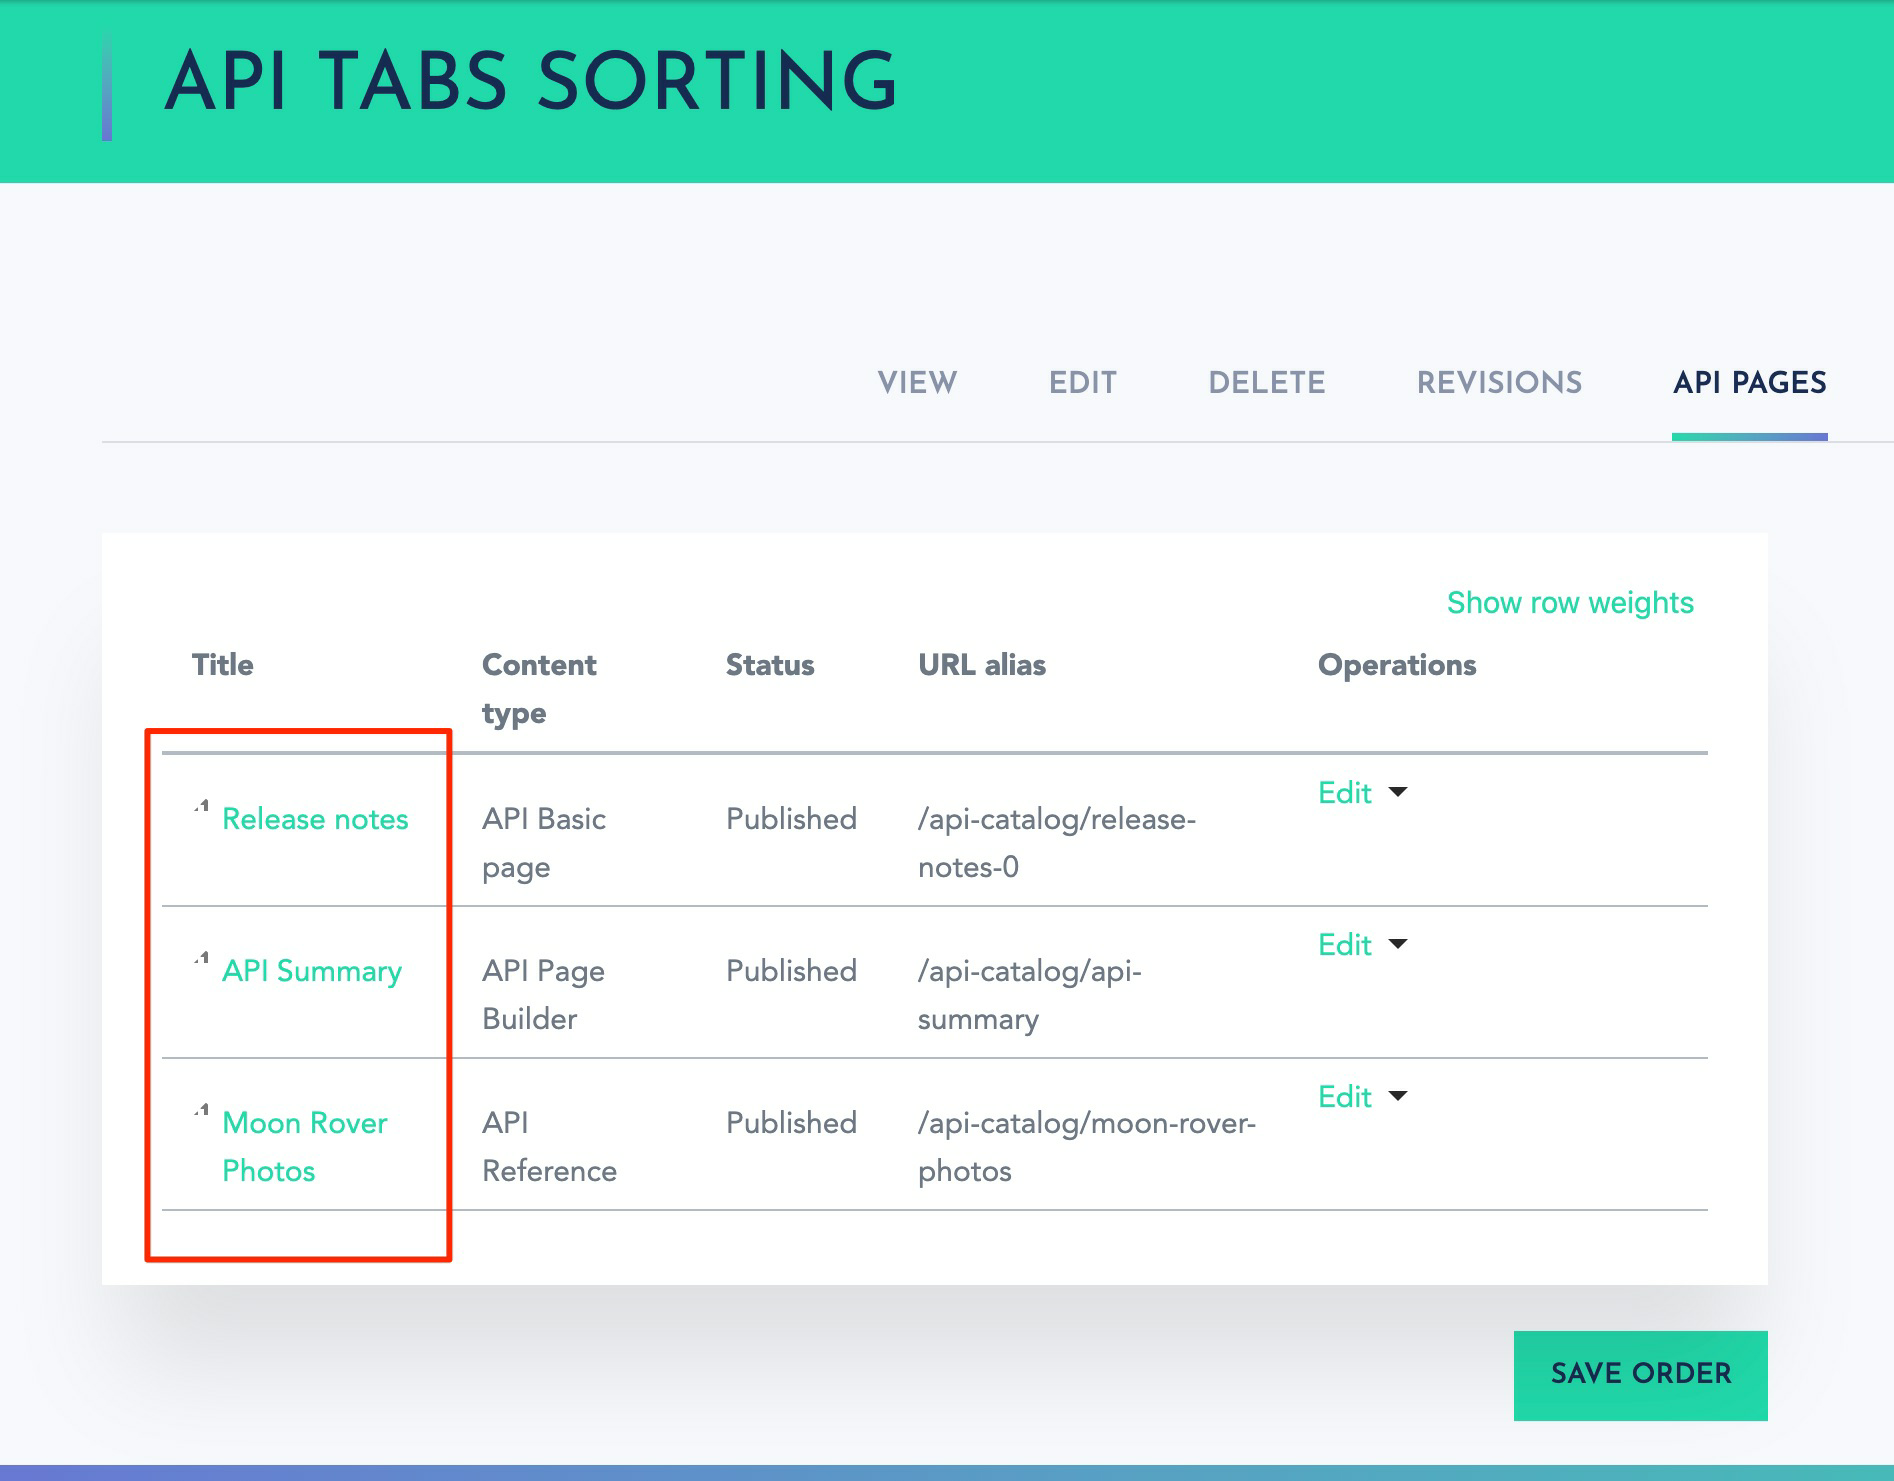 API TABS SORTING
VIEW EDIT DELETE REVISIONS API PAGES
Show row weights
Title Content type Status URL alias Operations
Release notes API Basic page Published /api-catalog/release-notes-0 Edit
API Summary API Page Builder Published /api-catalog/api-summary Edit
Moon Rover Photos API Reference Published /api-catalog/moon-rover-photos Edit
SAVE ORDER